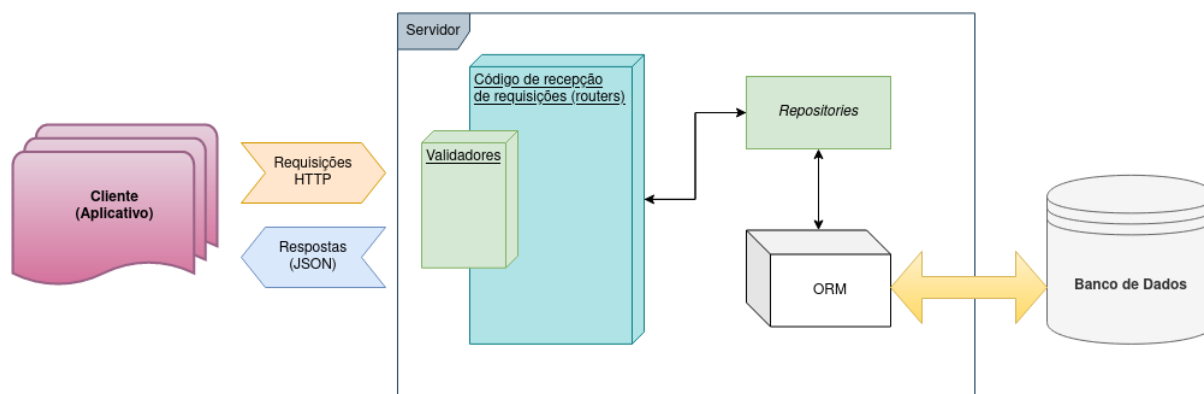 Servidor
Código de recepção
de requisições (routers)
Repositories
Validadores
Requisições
HTTP
Cliente
(Aplicativo)
Respostas
(JSON)
ORM
Banco de Dados